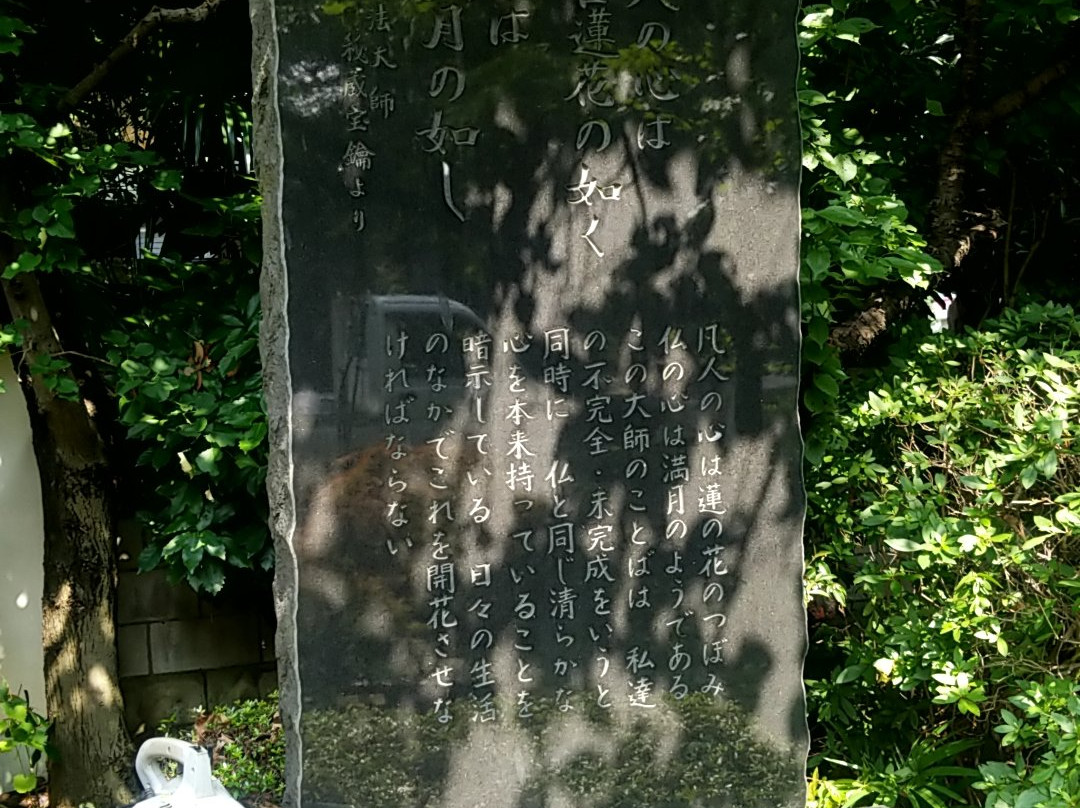 人の心は
蓮花の如く
は
月の如し
法大師
秘蔵宝鑰より
凡人の心は蓮の花のつぼみ
仏の心は満月のようである
この大師のことばは 私達
の不完全・未完成をいうと
同時に 仏と同じ清らかな
心を本来持っていることを
暗示している 日々の生活
のなかでこれを開花させな
ければならない